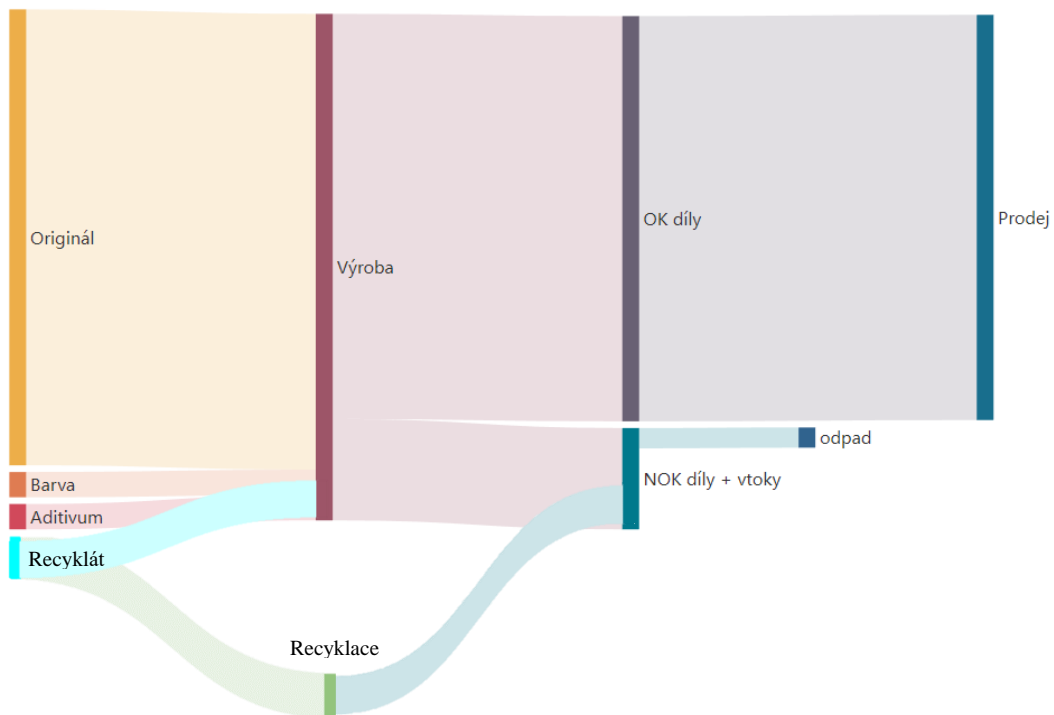 Originál
Výroba
OK díly
Prodej
odpad
NOK díly + vtoky
Barva
Aditivum
Recyklát
Recyklace